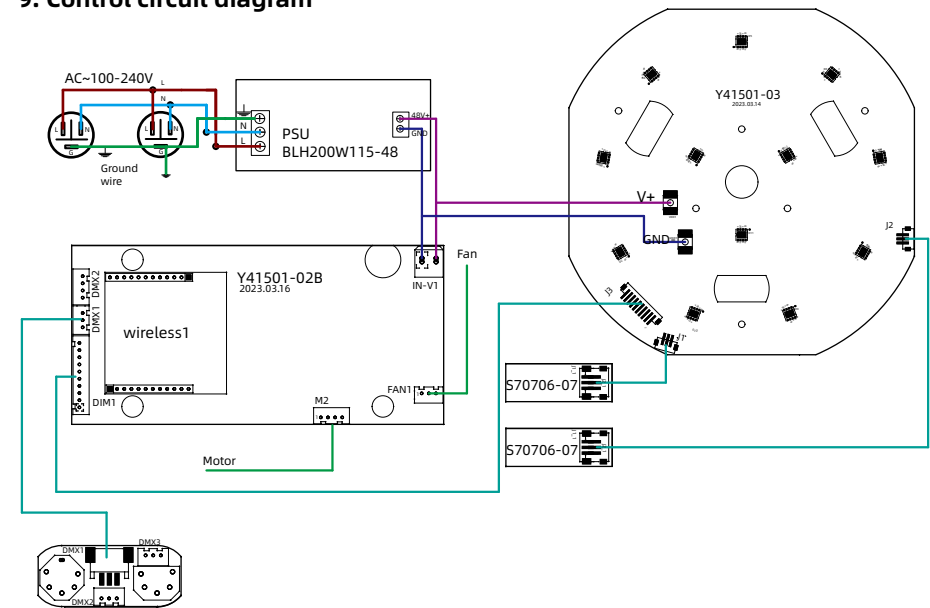 9. Control circuit diagram
AC~100-240V
L
N
L
N
L
N
G
G
Ground
wire
N
L
PSU
BLH200W115-48
48V+
GND
Y41501-03
2023.03.14
V+
GND
J2
J3
J1
DMX2
DMX1
DIM1
wireless1
Y41501-02B
2023.03.16
IN-V1
Fan
FAN1
M2
Motor
S70706-07
S70706-07
DMX1
DMX3
DMX2